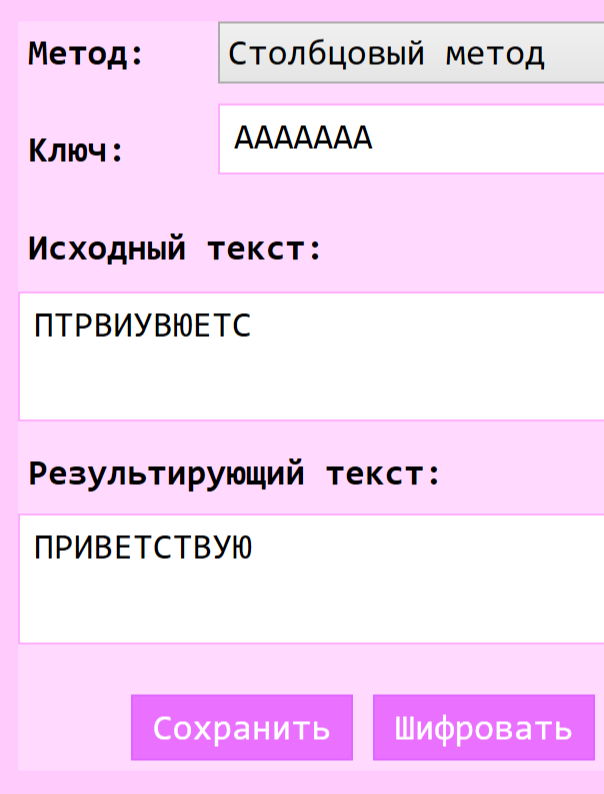 Метод:
Столбцовый метод
Ключ:
ААААААА
Исходный текст:
ПТРВИУВЮЕТС
Результирующий текст:
ПРИВЕТСТВУЮ
Сохранить
Шифровать